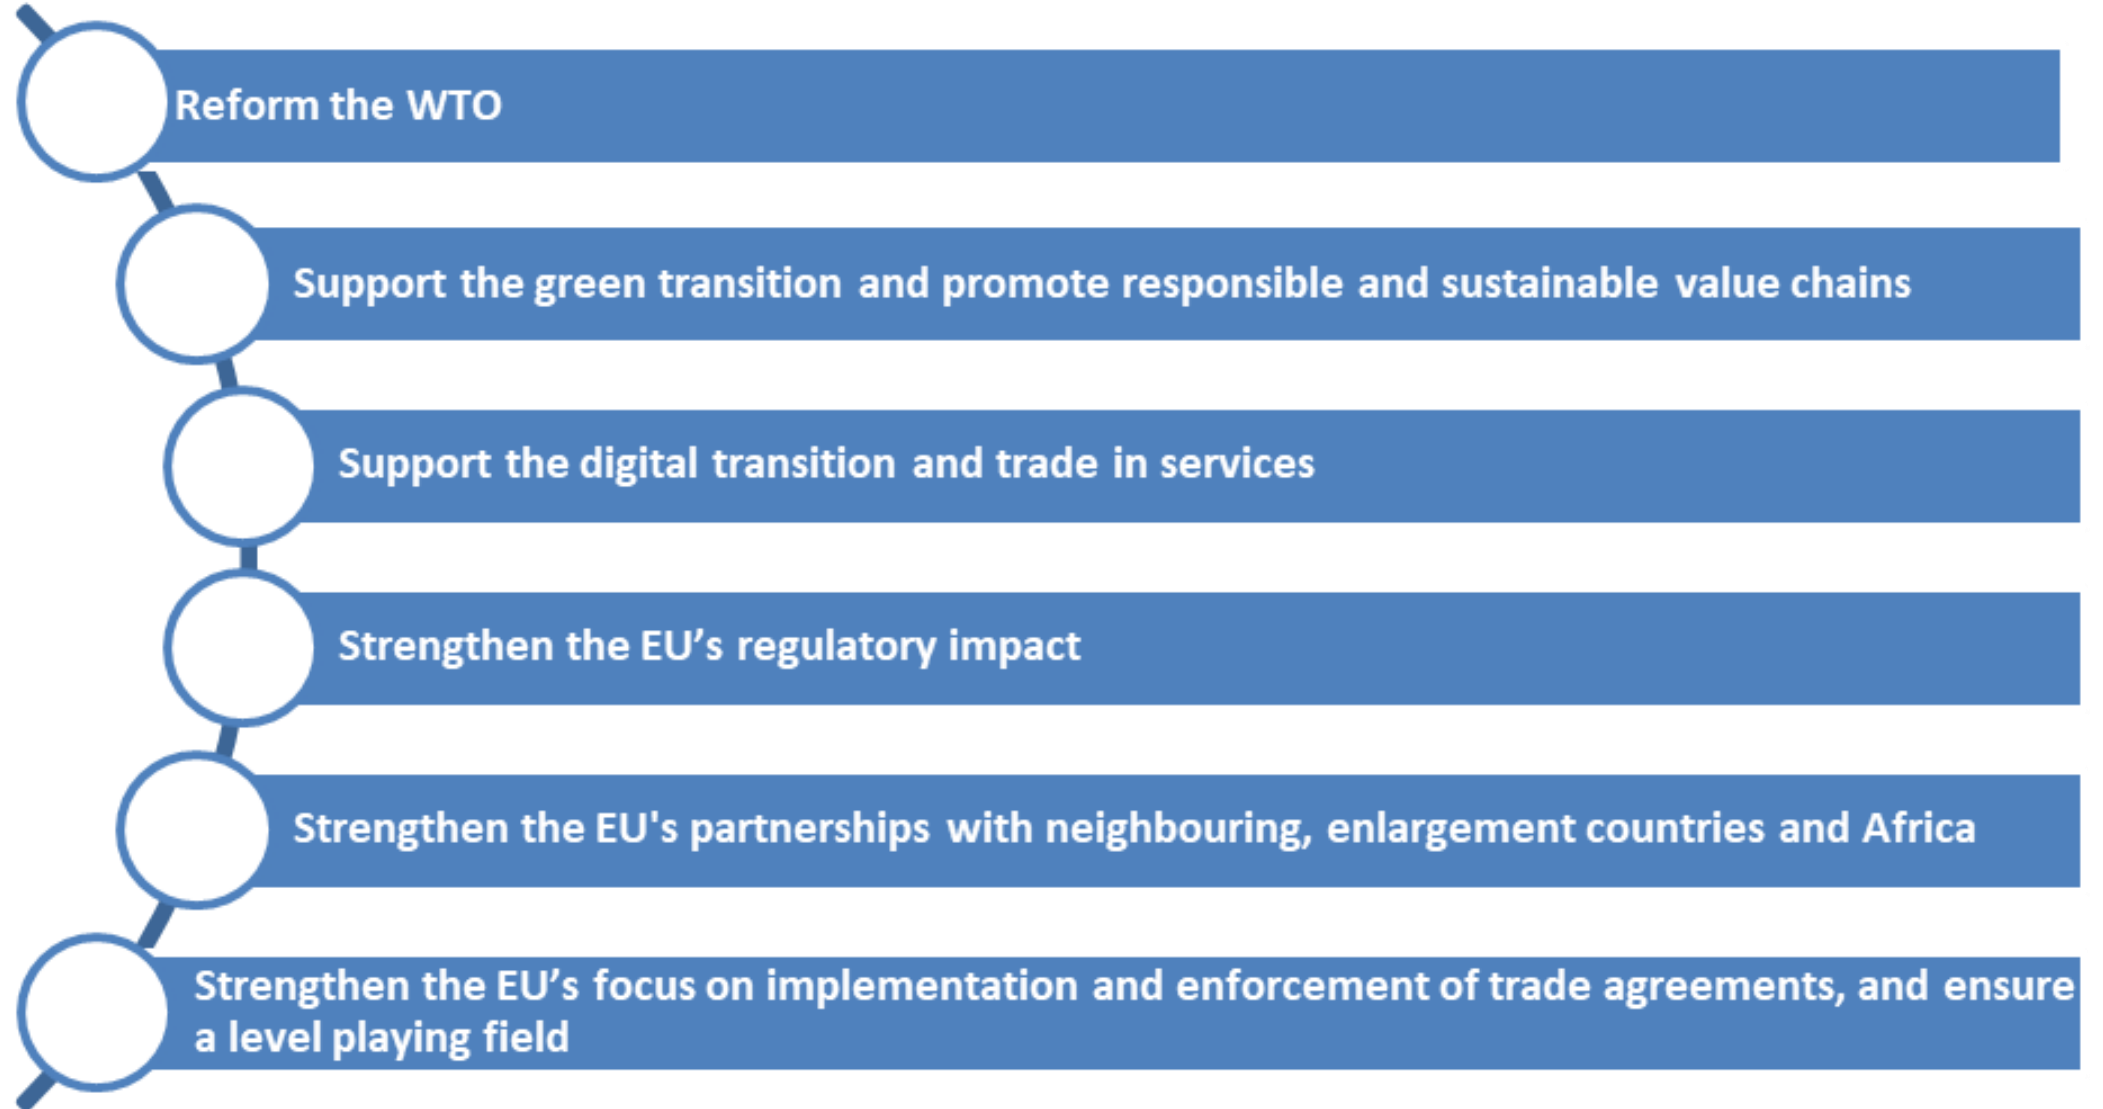 Reform the WTO
Support the green transition and promote responsible and sustainable value chains
Support the digital transition and trade in services
Strengthen the EU’s regulatory impact
Strengthen the EU's partnerships with neighbouring, enlargement countries and Africa
Strengthen the EU’s focus on implementation and enforcement of trade agreements, and ensure
a level playing field